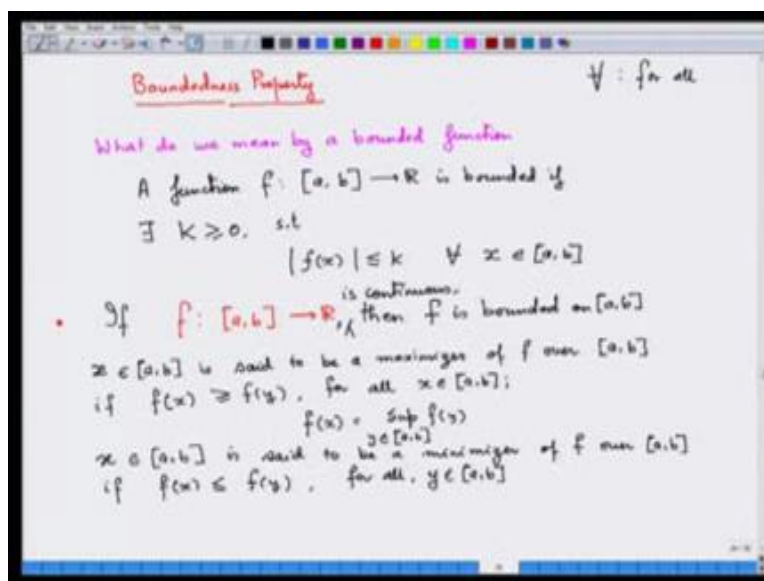 Boundedness Property
∀ : for all
What do we mean by a bounded function
A function f : [a, b] → R is bounded if
∃ K ≥ 0, s.t
|f(x)| ≤ K ∀ x ∈ [a, b]
is continuous,
• If f : [a, b] → R, then f is bounded on [a, b]
x ∈ [a, b] is said to be a maximizer of f over [a, b]
if f(x) ≥ f(y), for all x ∈ [a, b];
f(x) = sup f(y)
y ∈ [a, b]
x ∈ [a, b] is said to be a minimizer of f over [a, b]
if f(x) ≤ f(y), for all, y ∈ [a, b]